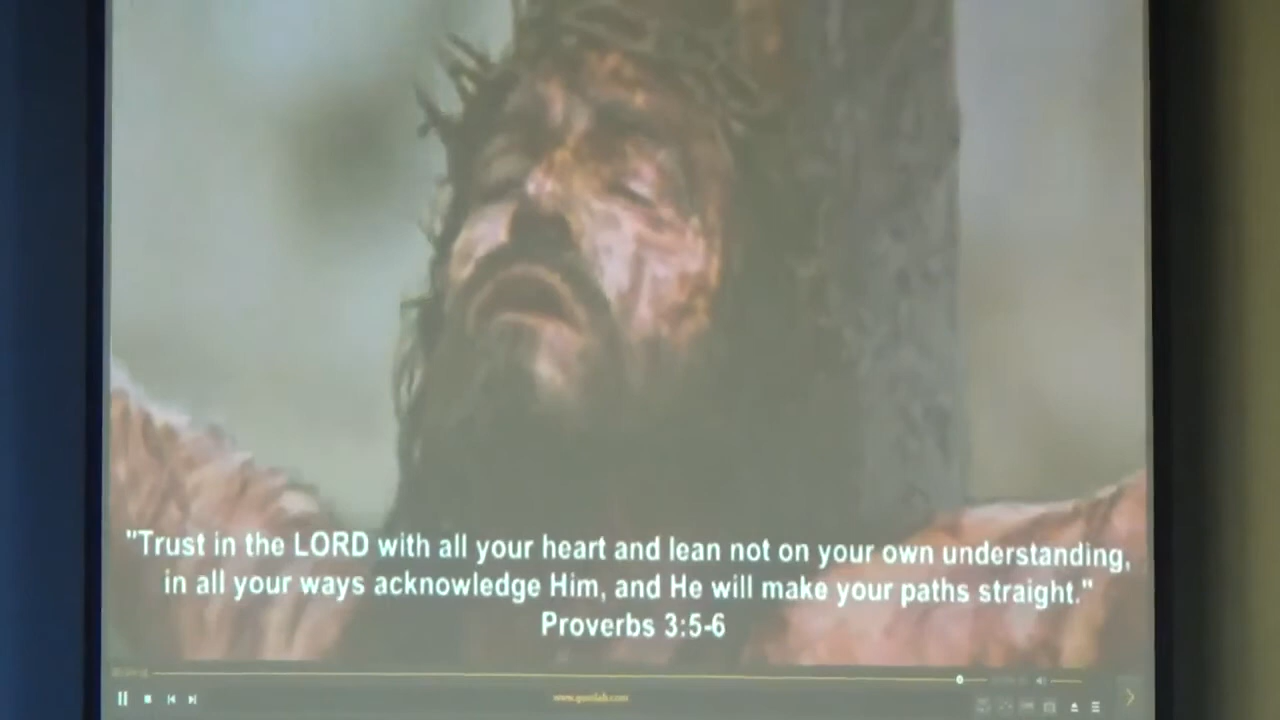 "Trust in the LORD with all your heart and lean not on your own understanding,
in all your ways acknowledge Him, and He will make your paths straight."
Proverbs 3:5-6